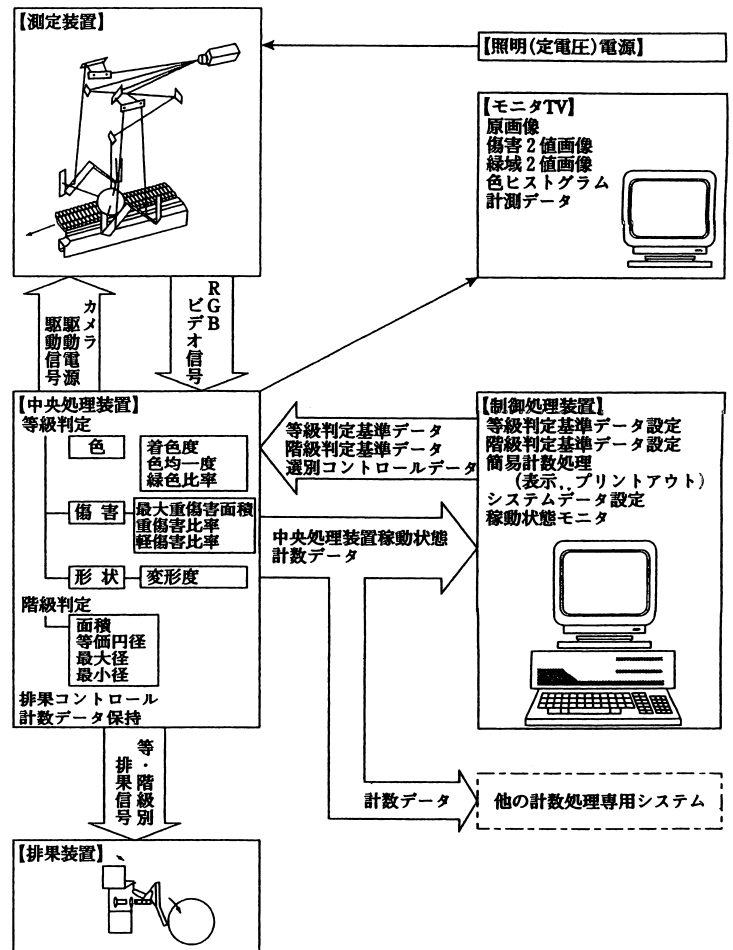 【測定装置】
【照明(定電圧)電源】
【モニタTV】
原画像
傷害2値画像
緑域2値画像
色ヒストグラム
計測データ
カメラ
駆動電源
駆動信号
RGB
ビデオ信号
【中央処理装置】
等級判定
色
着色度
色均一度
緑色比率
傷害
最大重傷害面積
重傷害比率
軽傷害比率
形状
変形度
階級判定
面積
等価円径
最大径
最小径
排果コントロール
計数データ保持
等級判定基準データ
階級判定基準データ
選別コントロールデータ
中央処理装置稼動状態
計数データ
【制御処理装置】
等級判定基準データ設定
階級判定基準データ設定
簡易計数処理
(表示,.プリントアウト)
システムデータ設定
稼動状態モニタ
等・階級別
排果信号
計数データ
他の計数処理専用システム
【排果装置】